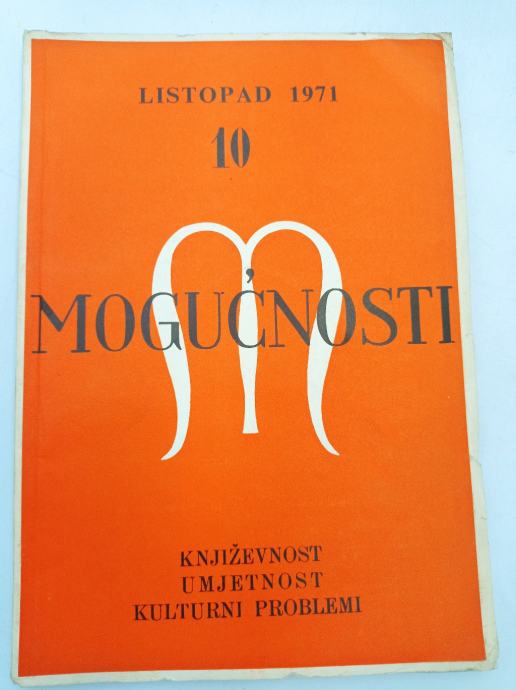 LISTOPAD 1971
10
MOGUĆNOSTI
KNJIŽEVNOST
UMJETNOST
KULTURNI PROBLEMI